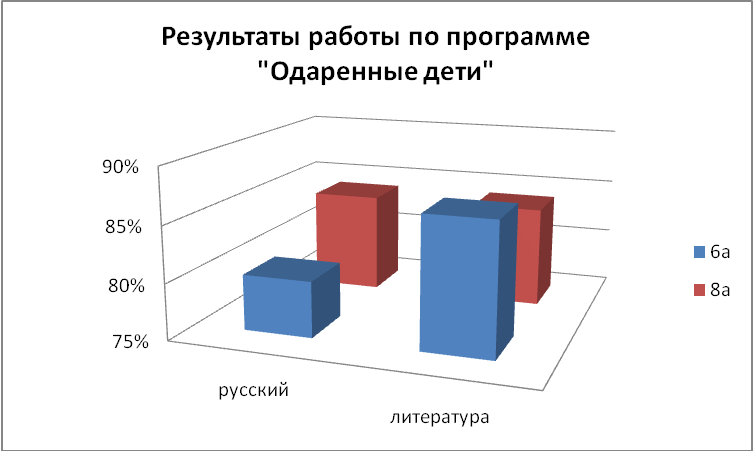 Результаты работы по программе
"Одаренные дети"
90%
85%
80%
75%
русский
литература
6а
8а